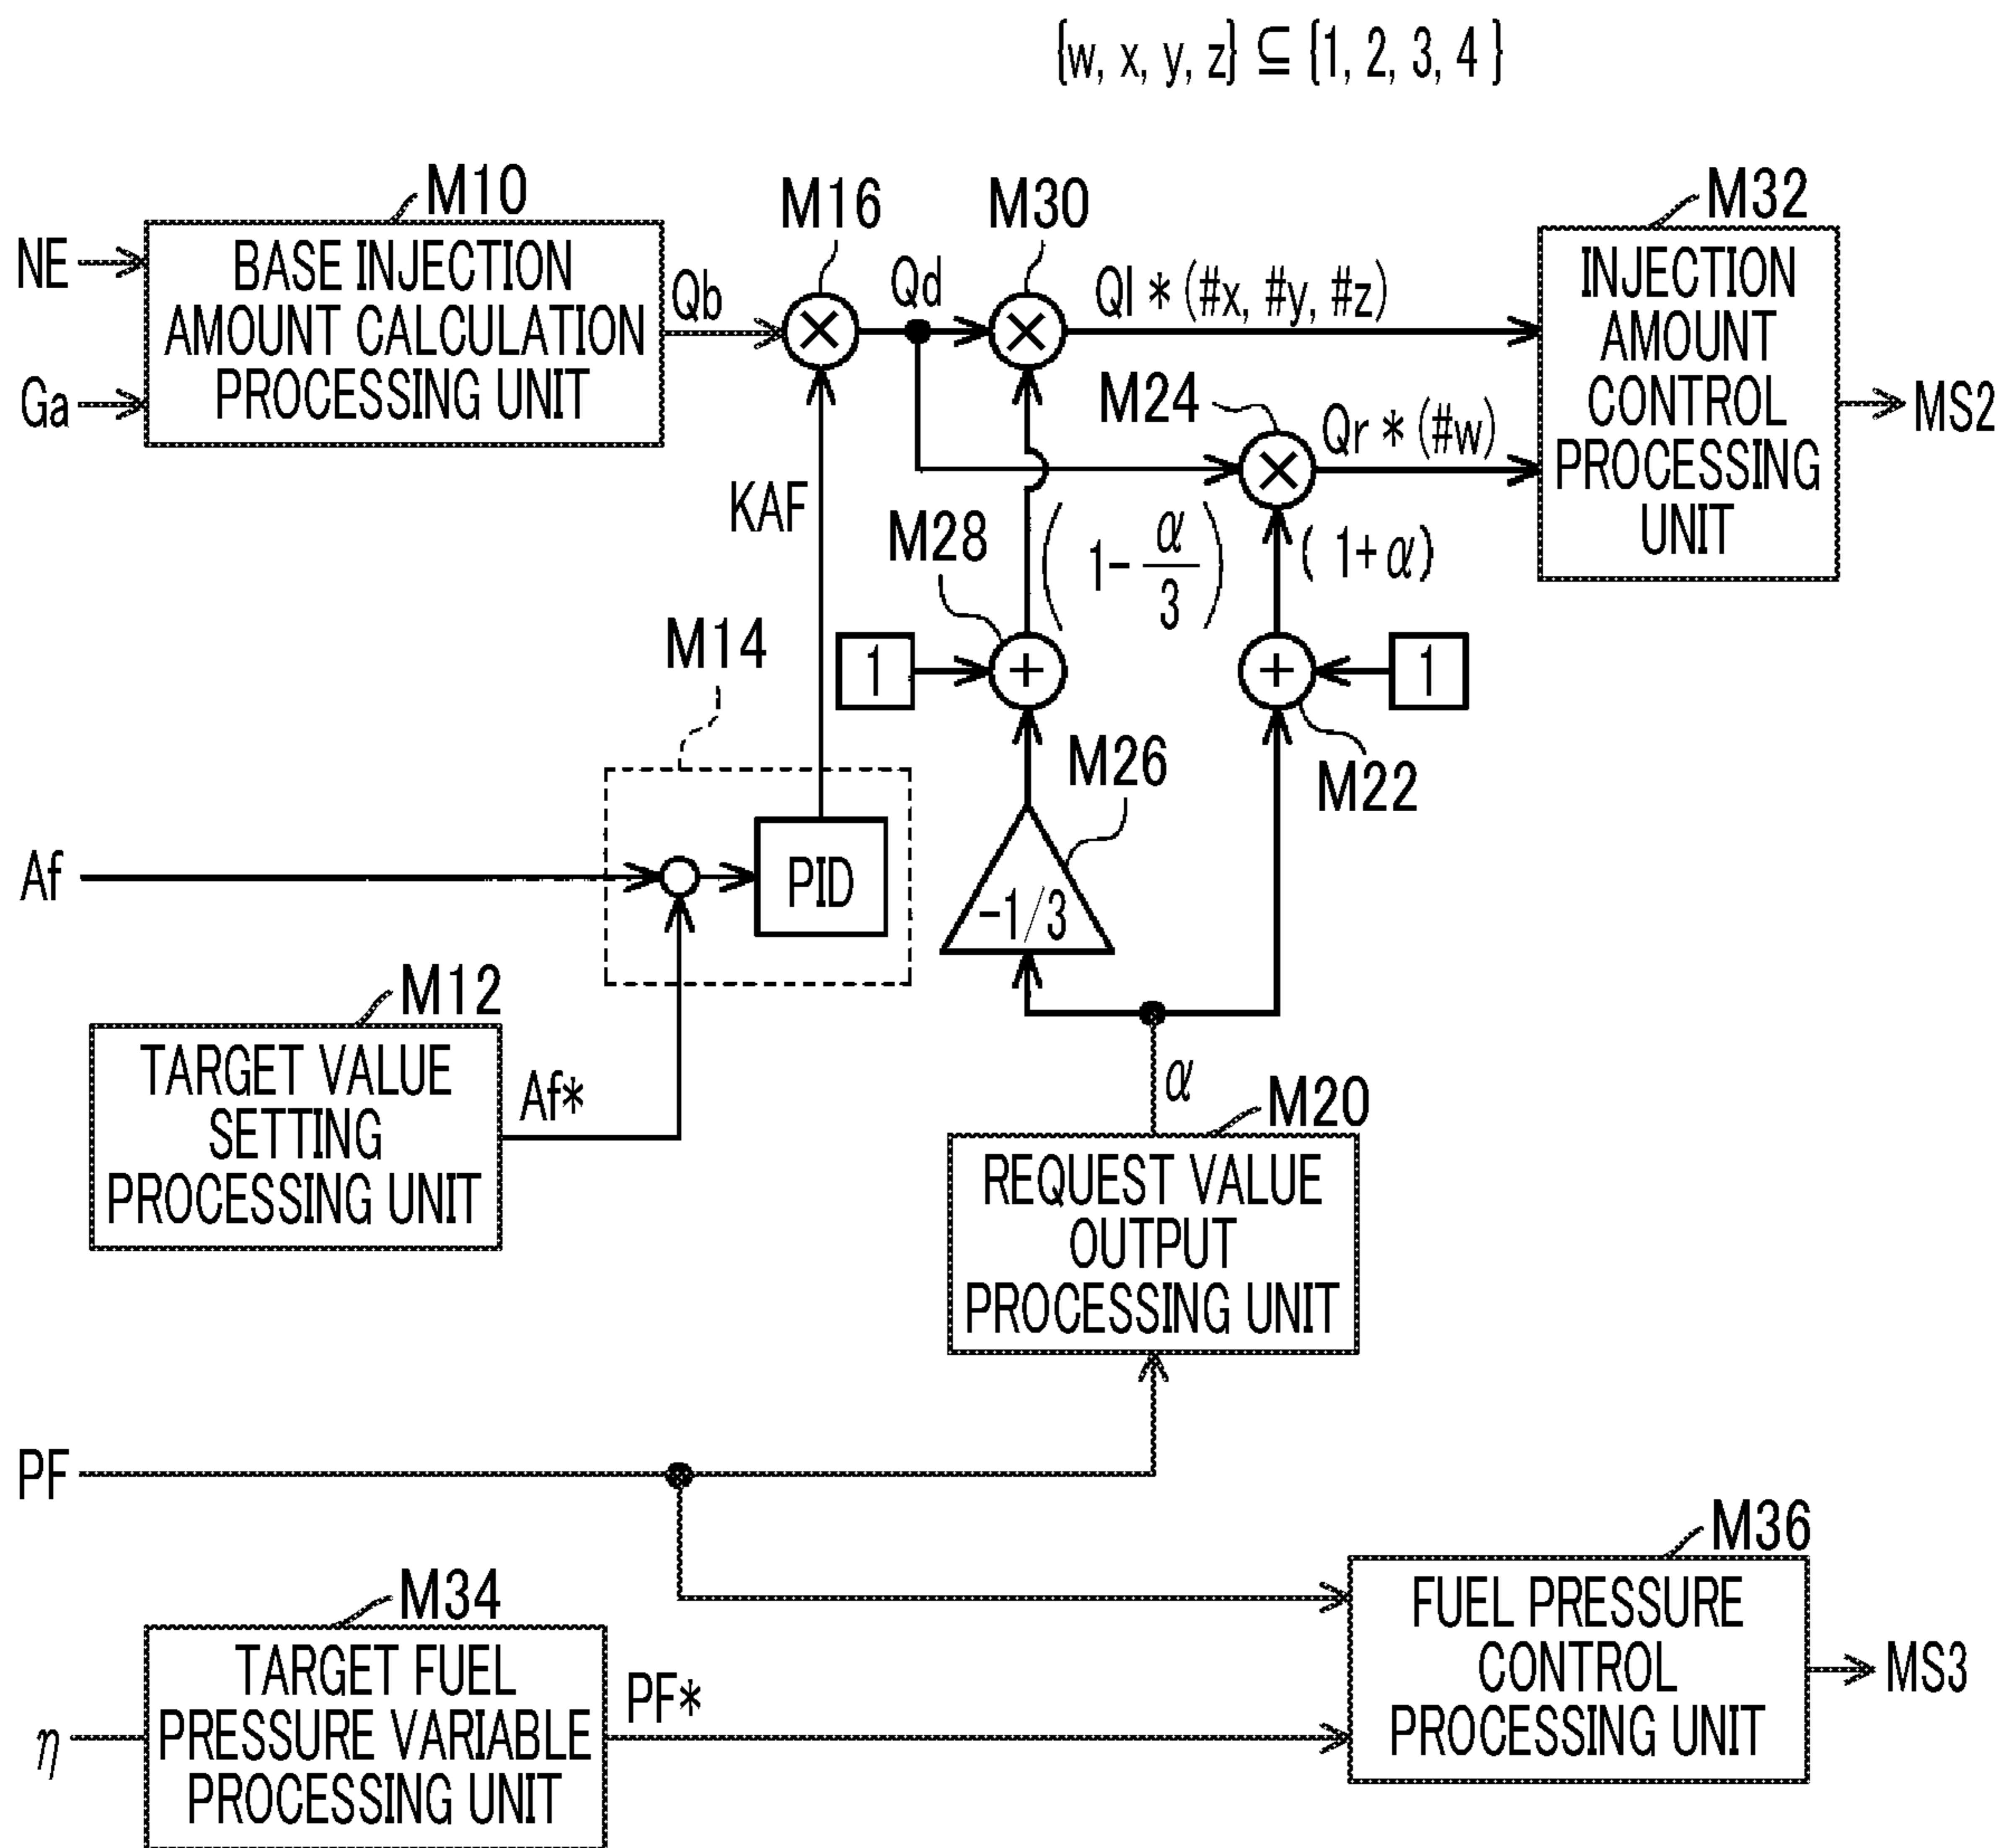 {w, x, y, z} ⊆ {1, 2, 3, 4}
M10
M16
M30
M32
NE
Ga
BASE INJECTION
AMOUNT CALCULATION
PROCESSING UNIT
Qb
×
Qd
×
Ql * (#x, #y, #z)
INJECTION
AMOUNT
CONTROL
PROCESSING
UNIT
MS2
M24
×
Qr * (#w)
KAF
M28
(1-α/3)
(1+α)
M14
1
+
+
1
M22
M26
-1/3
Af
PID
M12
TARGET VALUE
SETTING
PROCESSING UNIT
Af*
α
M20
REQUEST VALUE
OUTPUT
PROCESSING UNIT
PF
M36
FUEL PRESSURE
CONTROL
PROCESSING UNIT
MS3
M34
η
TARGET FUEL
PRESSURE VARIABLE
PROCESSING UNIT
PF*